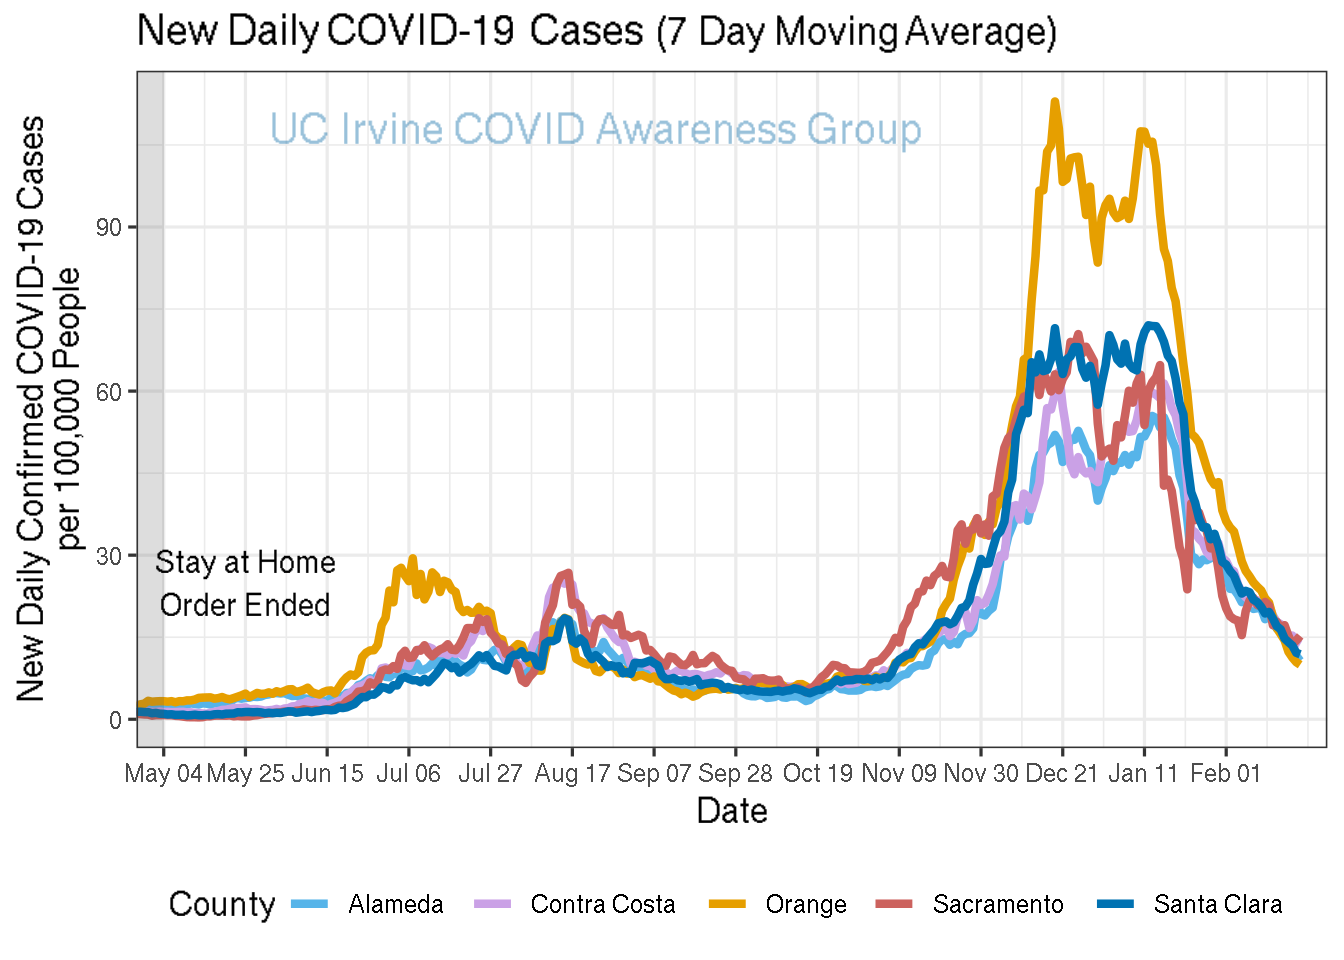 New Daily COVID-19 Cases (7 Day Moving Average)
UC Irvine COVID Awareness Group
New Daily Confirmed COVID-19 Cases
per 100,000 People
90
60
30
0
Stay at Home
Order Ended
May 04 May 25 Jun 15 Jul 06 Jul 27 Aug 17 Sep 07 Sep 28 Oct 19 Nov 09 Nov 30 Dec 21 Jan 11 Feb 01
Date
County Alameda Contra Costa Orange Sacramento Santa Clara